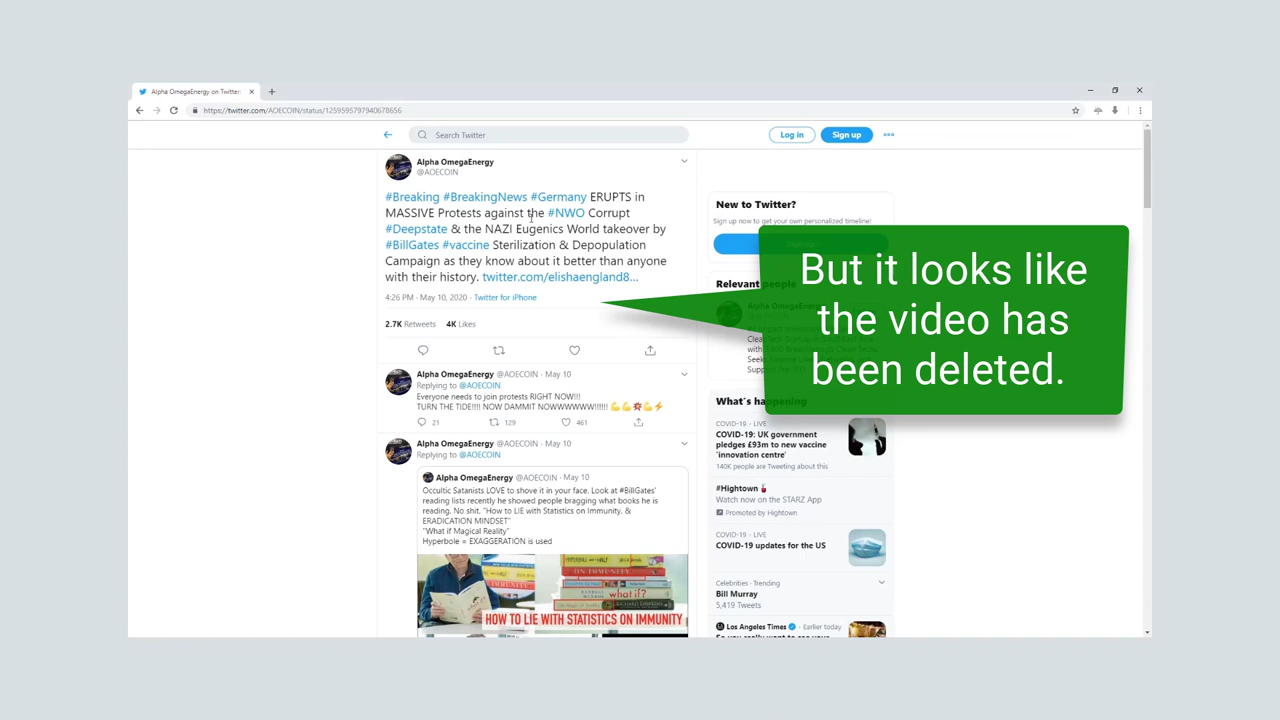 Alpha OmegaEnergy on Twitter:
https://twitter.com/AOECOIN/status/1259595797940678656
Search Twitter
Log in
Sign up
Alpha OmegaEnergy
@AOECOIN
#Breaking #BreakingNews #Germany ERUPTS in
MASSIVE Protests against the #NWO Corrupt
#Deepstate & the NAZI Eugenics World takeover by
#BillGates #vaccine Sterilization & Depopulation
Campaign as they know about it better than anyone
with their history. twitter.com/elishaengland8...
4:26 PM · May 10, 2020 · Twitter for iPhone
2.7K Retweets 4K Likes
Alpha OmegaEnergy @AOECOIN · May 10
Replying to @AOECOIN
Everyone needs to join protests RIGHT NOW!!!
TURN THE TIDE!!!! NOW DAMMIT NOWWWWWW!!!!!! 💪💪💥💪⚡
21 129 461
Alpha OmegaEnergy @AOECOIN · May 10
Replying to @AOECOIN
Alpha OmegaEnergy @AOECOIN · May 10
Occultic Satanists LOVE to shove it in your face. Look at #BillGates'
reading lists recently he showed people bragging what books he is
reading. No shit. "How to LIE with Statistics on Immunity. &
ERADICATION MINDSET"
"What if Magical Reality"
Hyperbole = EXAGGERATION is used
ON IMMUNITY
what if?
HOW TO LIE WITH STATISTICS ON IMMUNITY
New to Twitter?
Sign up now to get your own personalized timeline!
Relevant people
Alpha OmegaEnergy
@AOECOIN
But it looks like
the video has
been deleted.
What's happening
COVID-19 · LIVE
COVID-19: UK government
pledges £93m to new vaccine
'innovation centre'
140K people are Tweeting about this
#Hightown
Watch now on the STARZ App
Promoted by Hightown
COVID-19 · LIVE
COVID-19 updates for the US
Celebrities · Trending
Bill Murray
5,419 Tweets
Los Angeles Times · Earlier today